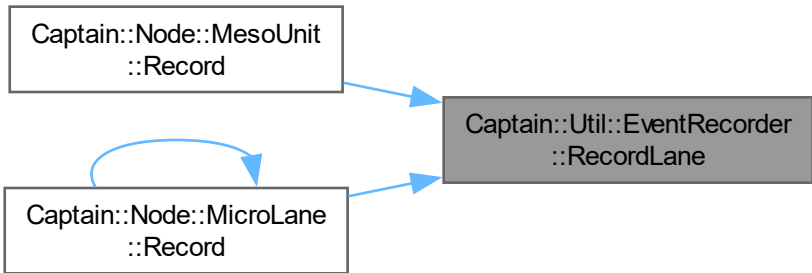 Captain::Node::MesoUnit
::Record
Captain::Util::EventRecorder
::RecordLane
Captain::Node::MicroLane
::Record